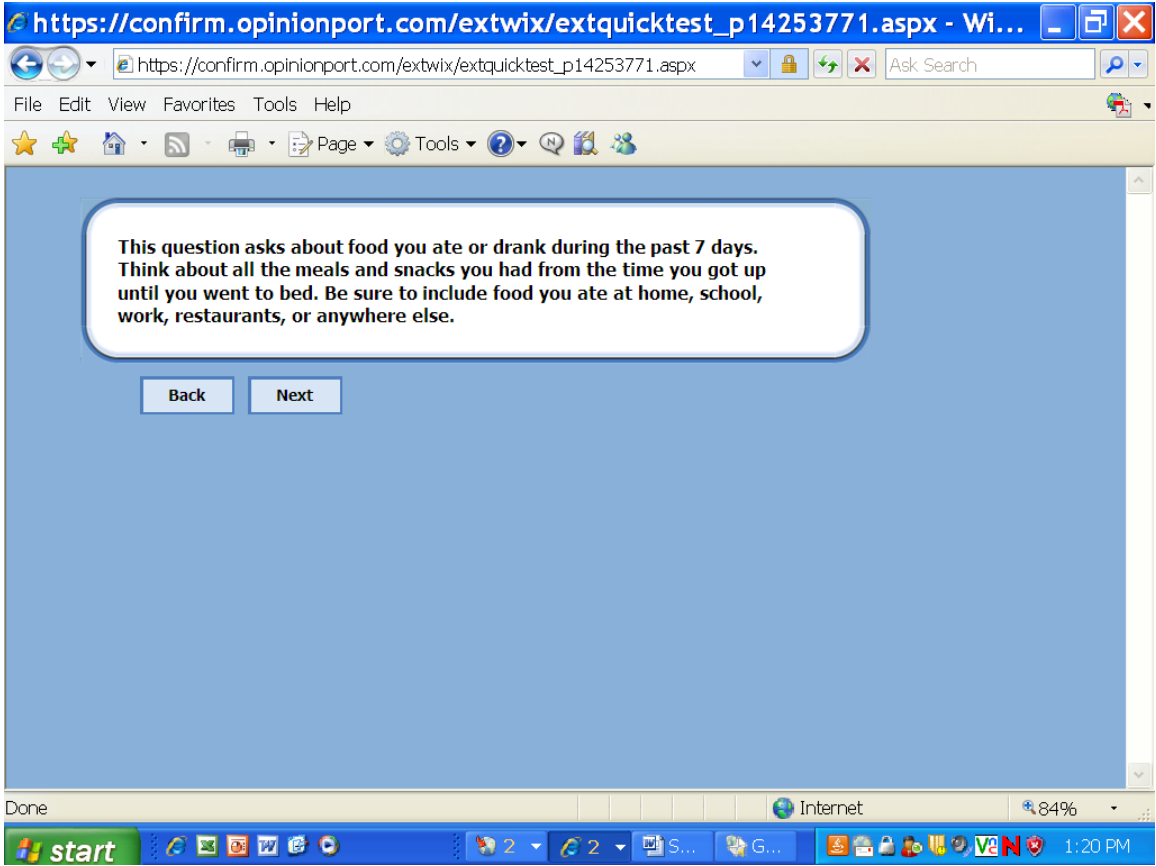 https://confirm.opinionport.com/extwix/extquicktest_p14253771.aspx - Wi...
https://confirm.opinionport.com/extwix/extquicktest_p14253771.aspx
Ask Search
File Edit View Favorites Tools Help
Page Tools
This question asks about food you ate or drank during the past 7 days.
Think about all the meals and snacks you had from the time you got up
until you went to bed. Be sure to include food you ate at home, school,
work, restaurants, or anywhere else.
Back Next
Done Internet 84%
start 2 2 S... G... 1:20 PM